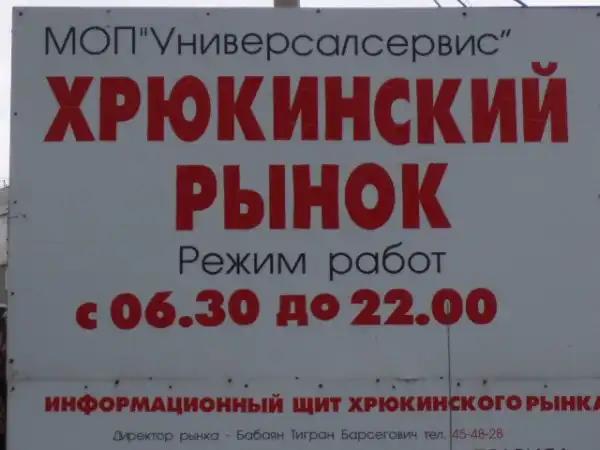 МОП"Универсалсервис"
ХРЮКИНСКИЙ
РЫНОК
Режим работ
с 06.30 до 22.00
ИНФОРМАЦИОННЫЙ ЩИТ ХРЮКИНСКОГО РЫНКА
Директор рынка - Бабаян Тигран Барсегович тел. 45-48-28